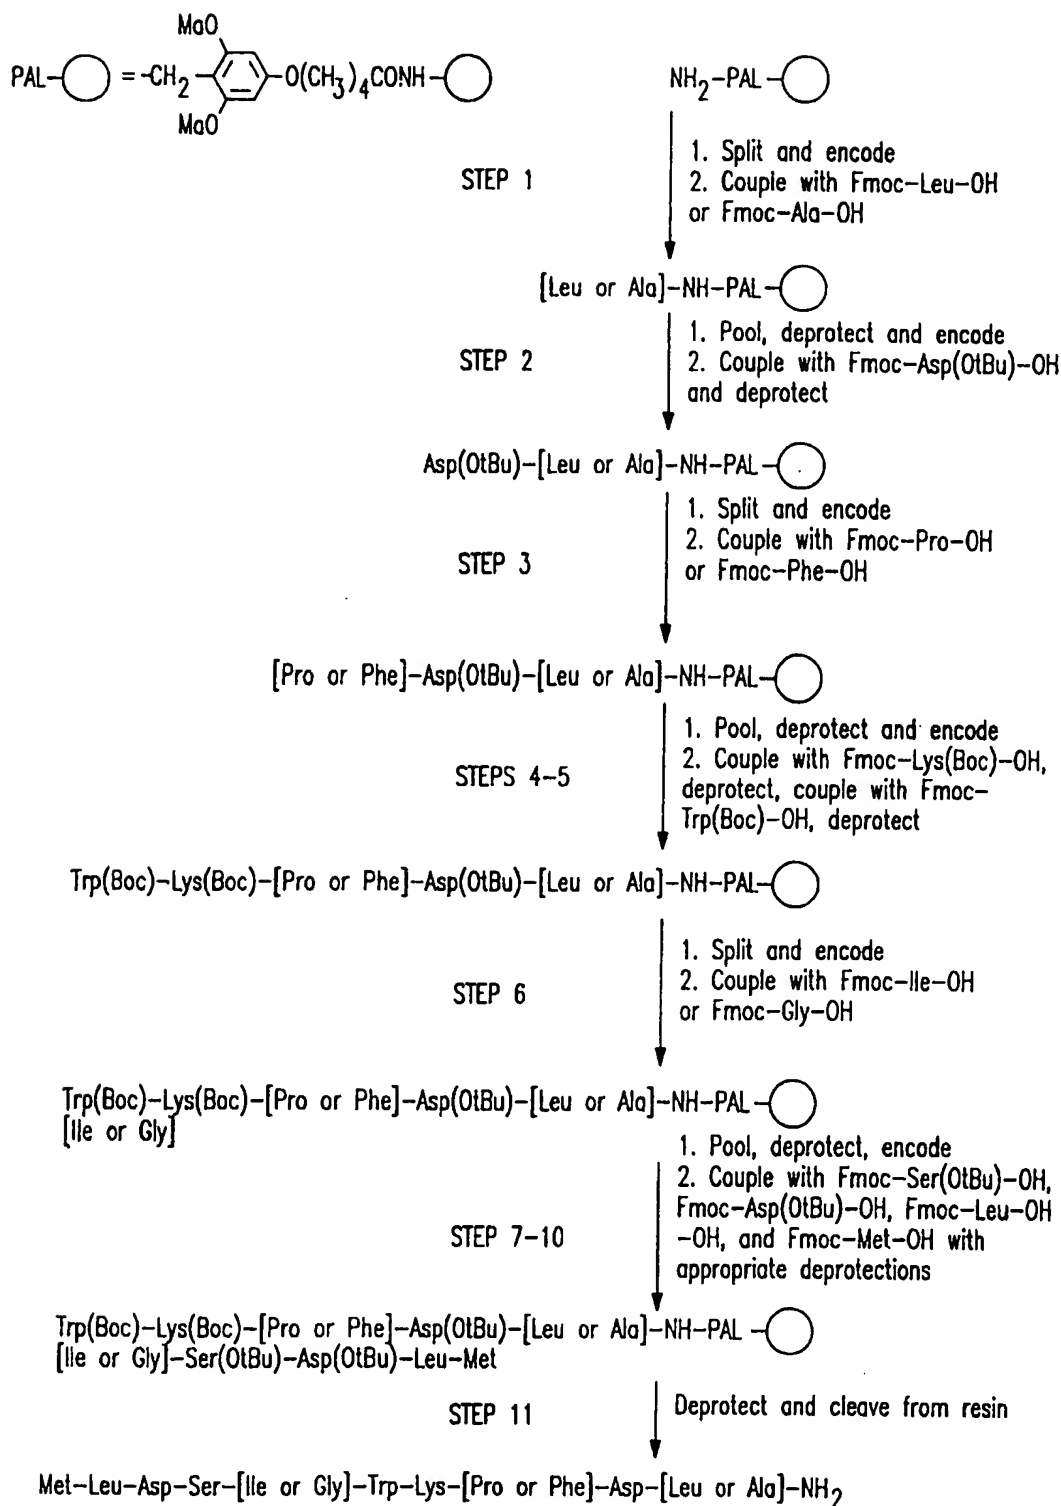 MaO
PAL- =-CH2 -O(CH3)4CONH-
MaO
NH2-PAL-
STEP 1
1. Split and encode
2. Couple with Fmoc-Leu-OH
or Fmoc-Ala-OH
[Leu or Ala]-NH-PAL-
STEP 2
1. Pool, deprotect and encode
2. Couple with Fmoc-Asp(OtBu)-OH
and deprotect
Asp(OtBu)-[Leu or Ala]-NH-PAL-
STEP 3
1. Split and encode
2. Couple with Fmoc-Pro-OH
or Fmoc-Phe-OH
[Pro or Phe]-Asp(OtBu)-[Leu or Ala]-NH-PAL-
STEPS 4-5
1. Pool, deprotect and encode
2. Couple with Fmoc-Lys(Boc)-OH,
deprotect, couple with Fmoc-
Trp(Boc)-OH, deprotect
Trp(Boc)-Lys(Boc)-[Pro or Phe]-Asp(OtBu)-[Leu or Ala]-NH-PAL-
STEP 6
1. Split and encode
2. Couple with Fmoc-Ile-OH
or Fmoc-Gly-OH
Trp(Boc)-Lys(Boc)-[Pro or Phe]-Asp(OtBu)-[Leu or Ala]-NH-PAL-
[Ile or Gly]
STEP 7-10
1. Pool, deprotect, encode
2. Couple with Fmoc-Ser(OtBu)-OH,
Fmoc-Asp(OtBu)-OH, Fmoc-Leu-OH
-OH, and Fmoc-Met-OH with
appropriate deprotections
Trp(Boc)-Lys(Boc)-[Pro or Phe]-Asp(OtBu)-[Leu or Ala]-NH-PAL-
[Ile or Gly]-Ser(OtBu)-Asp(OtBu)-Leu-Met
STEP 11
Deprotect and cleave from resin
Met-Leu-Asp-Ser-[Ile or Gly]-Trp-Lys-[Pro or Phe]-Asp-[Leu or Ala]-NH2